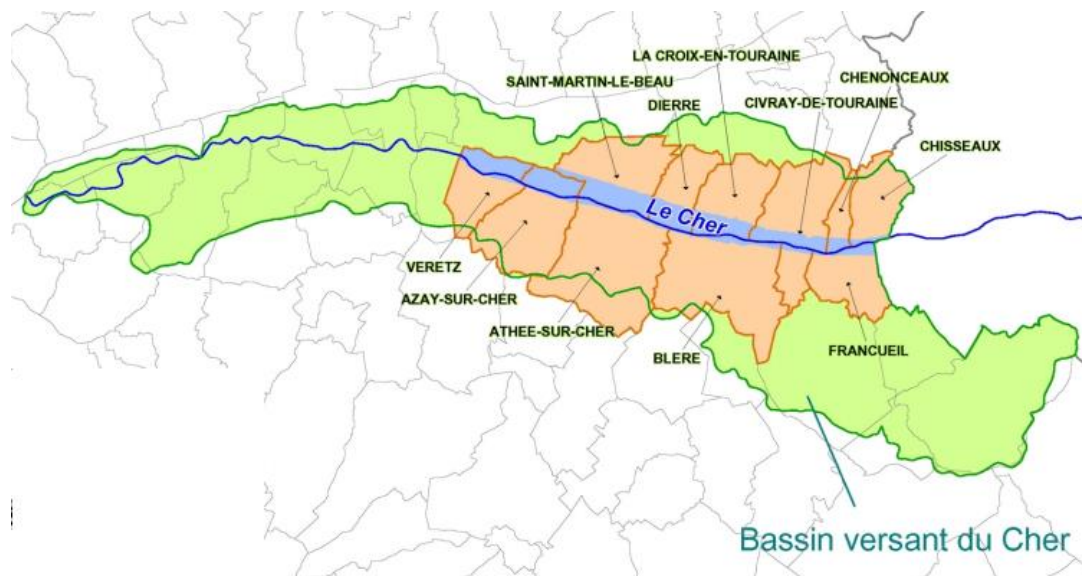 LA CROIX-EN-TOURAINE
SAINT-MARTIN-LE-BEAU
CHENONCEAUX
DIERRE
CIVRAY-DE-TOURAINE
CHISSEAUX
Le Cher
VERETZ
AZAY-SUR-CHER
ATHEE-SUR-CHER
BLERE
FRANCUEIL
Bassin versant du Cher